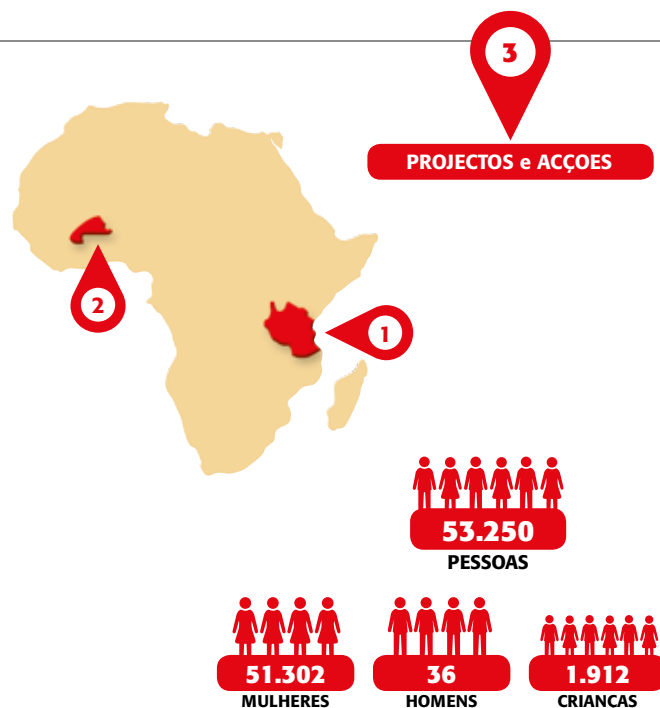 3
PROJECTOS e ACÇOES
2
1
53.250
PESSOAS
51.302
MULHERES
36
HOMENS
1.912
CRIANCAS